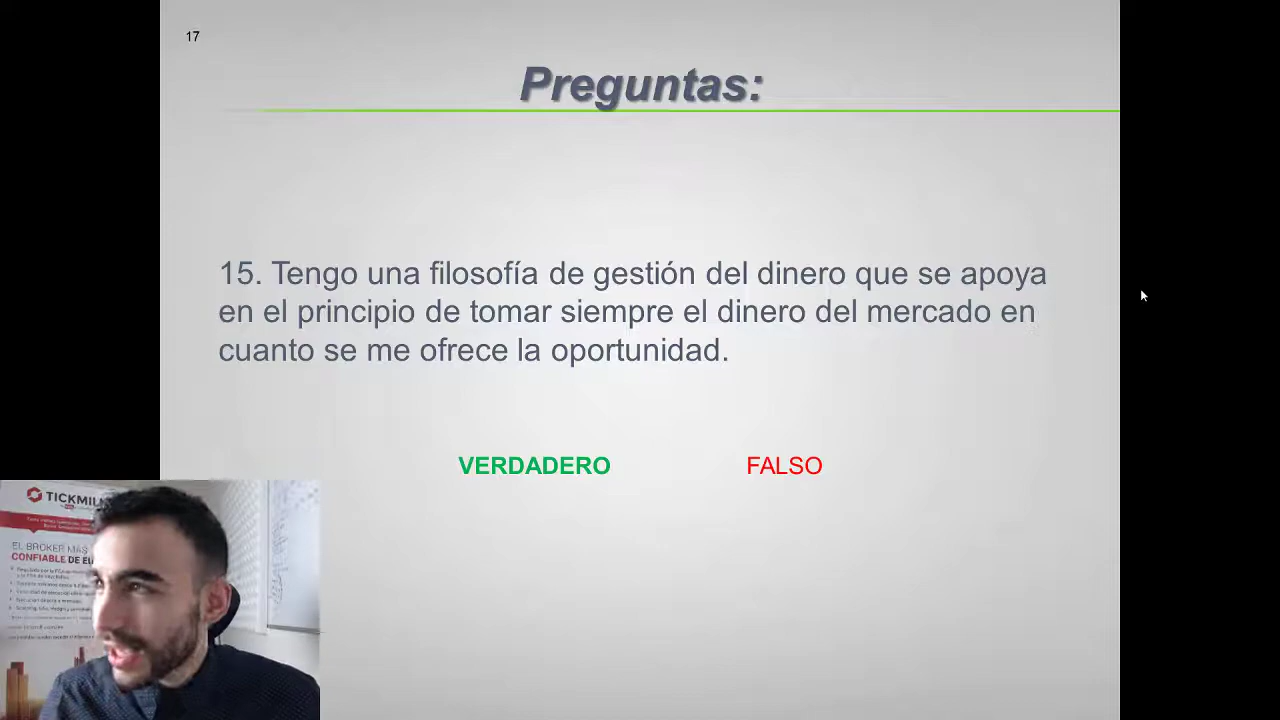 17
Preguntas:
15. Tengo una filosofía de gestión del dinero que se apoya
en el principio de tomar siempre el dinero del mercado en
cuanto se me ofrece la oportunidad.
VERDADERO FALSO
TICKMILL
EL BROKER MÁS
CONFIABLE DE